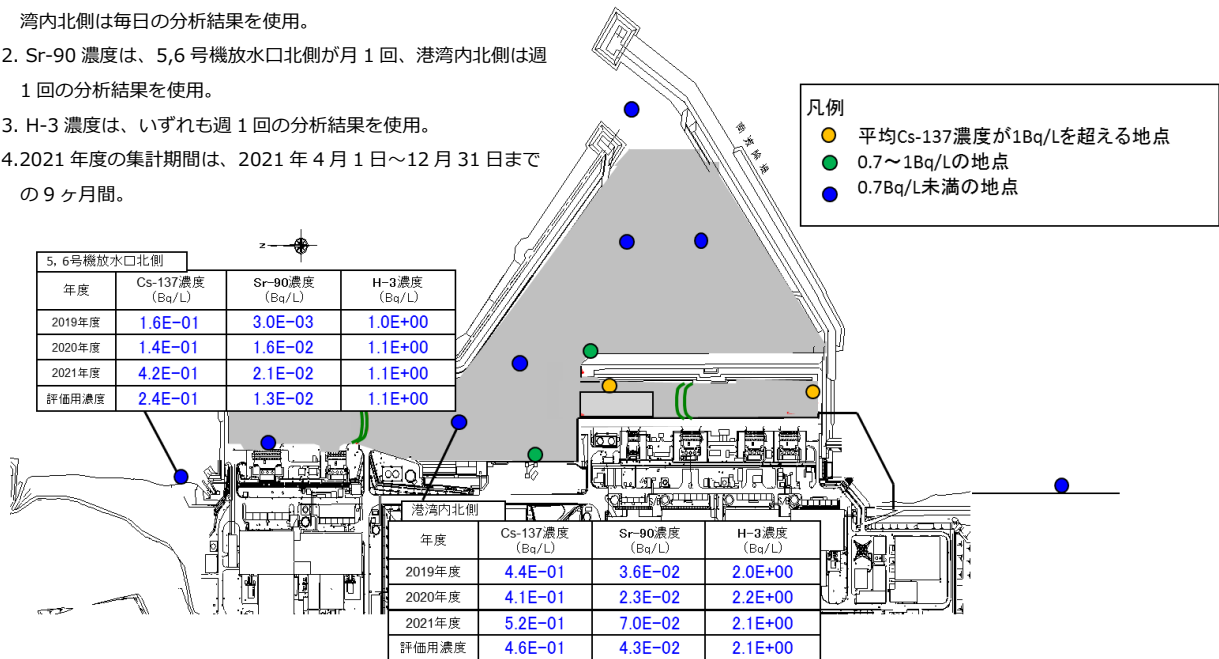 湾内北側は毎日の分析結果を使用。
2. Sr-90 濃度は、5,6 号機放水口北側が月 1 回、港湾内北側は週
1 回の分析結果を使用。
3. H-3 濃度は、いずれも週 1 回の分析結果を使用。
4.2021 年度の集計期間は、2021 年 4 月 1 日～12 月 31 日まで
の 9 ヶ月間。
凡例
平均Cs-137濃度が1Bq/Lを超える地点
0.7～1Bq/Lの地点
0.7Bq/L未満の地点
南防波堤
z
5, 6号機放水口北側
年度 Cs-137濃度 (Bq/L) Sr-90濃度 (Bq/L) H-3濃度 (Bq/L)
2019年度 1.6E-01 3.0E-03 1.0E+00
2020年度 1.4E-01 1.6E-02 1.1E+00
2021年度 4.2E-01 2.1E-02 1.1E+00
評価用濃度 2.4E-01 1.3E-02 1.1E+00
港湾内北側
年度 Cs-137濃度 (Bq/L) Sr-90濃度 (Bq/L) H-3濃度 (Bq/L)
2019年度 4.4E-01 3.6E-02 2.0E+00
2020年度 4.1E-01 2.3E-02 2.2E+00
2021年度 5.2E-01 7.0E-02 2.1E+00
評価用濃度 4.6E-01 4.3E-02 2.1E+00